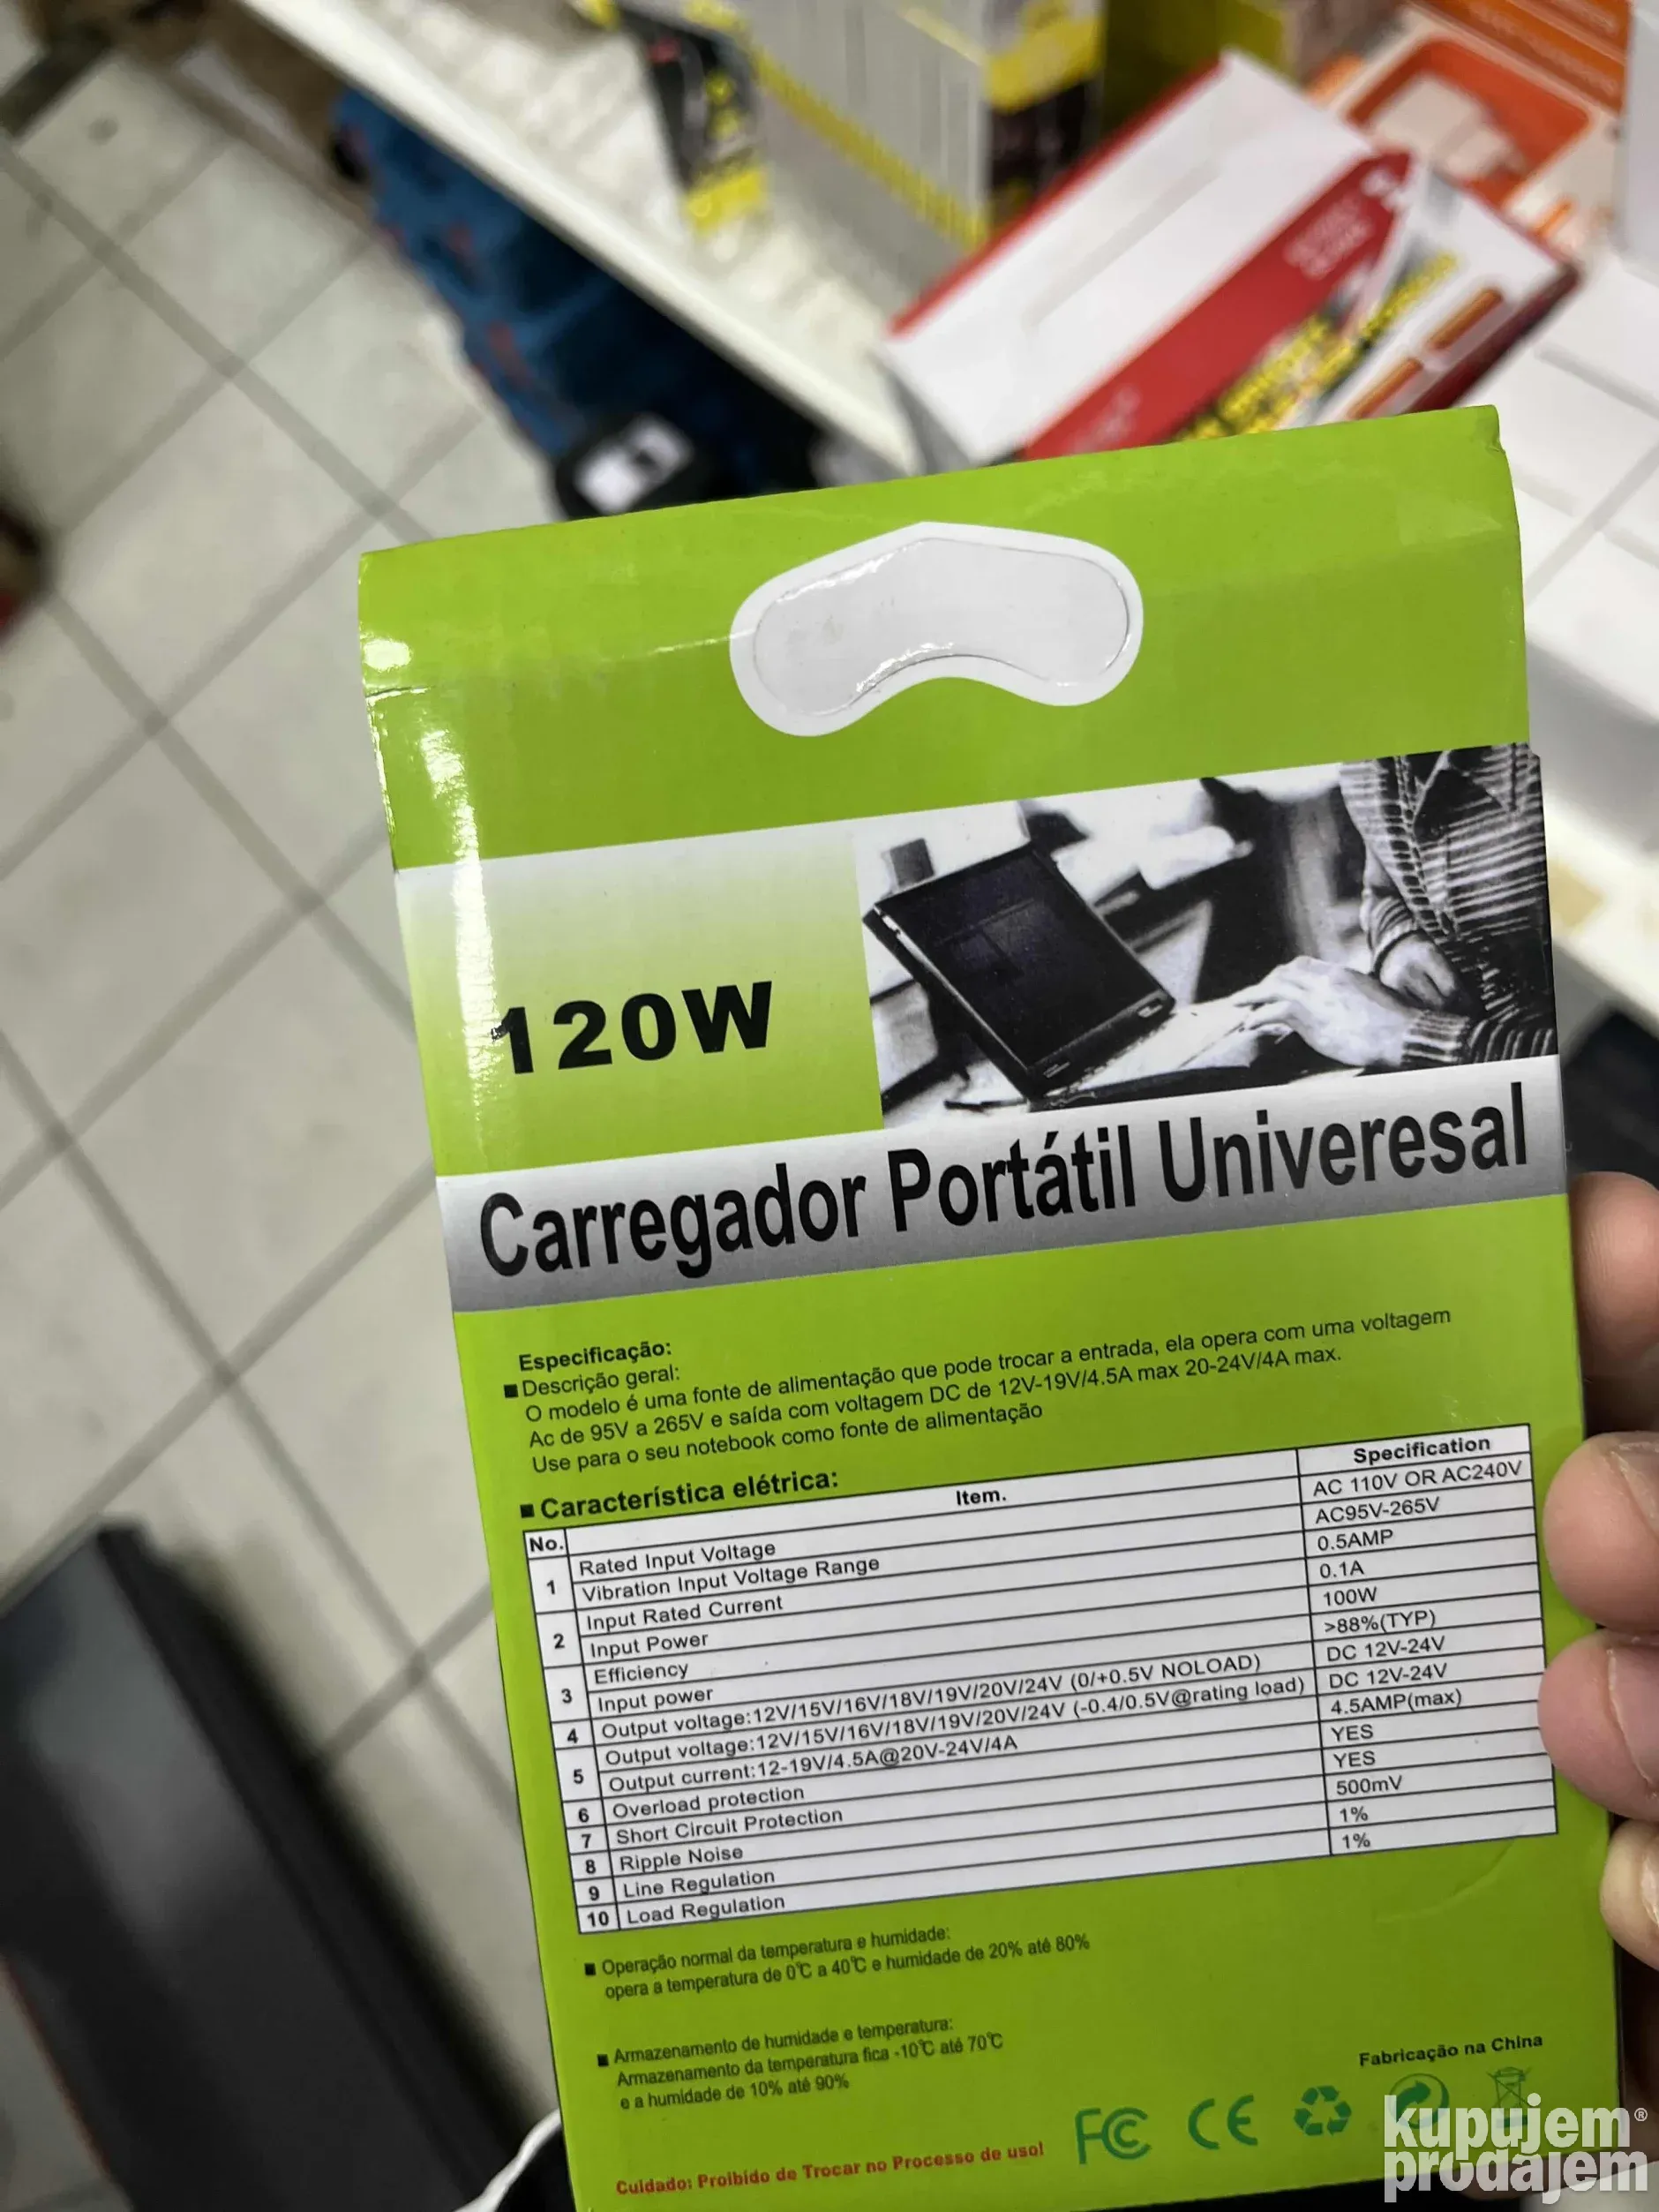 120W
Carregador Portátil Univeresal
Especificação:
■ Descrição geral:
O modelo é uma fonte de alimentação que pode trocar a entrada, ela opera com uma voltagem
Ac de 95V a 265V e saída com voltagem DC de 12V-19V/4.5A max 20-24V/4A max.
Use para o seu notebook como fonte de alimentação
■ Característica elétrica:
No. Item. Specification
1 Rated Input Voltage AC 110V OR AC240V
Vibration Input Voltage Range AC95V-265V
2 Input Rated Current 0.5AMP
Input Power 0.1A
3 Efficiency 100W
Input power >88%(TYP)
4 Output voltage:12V/15V/16V/18V/19V/20V/24V (0/+0.5V NOLOAD) DC 12V-24V
5 Output voltage:12V/15V/16V/18V/19V/20V/24V (-0.4/0.5V@rating load) DC 12V-24V
Output current:12-19V/4.5A@20V-24V/4A 4.5AMP(max)
6 Overload protection YES
7 Short Circuit Protection YES
8 Ripple Noise 500mV
9 Line Regulation 1%
10 Load Regulation 1%
■ Operação normal da temperatura e humidade:
opera a temperatura de 0℃ a 40℃ e humidade de 20% até 80%
■ Armazenamento de humidade e temperatura:
Armazenamento da temperatura fica -10℃ até 70℃
e a humidade de 10% até 90%
Fabricação na China
FC CE
Cuidado: Proibido de Trocar no Processo de uso!
kupujem®
prodajem